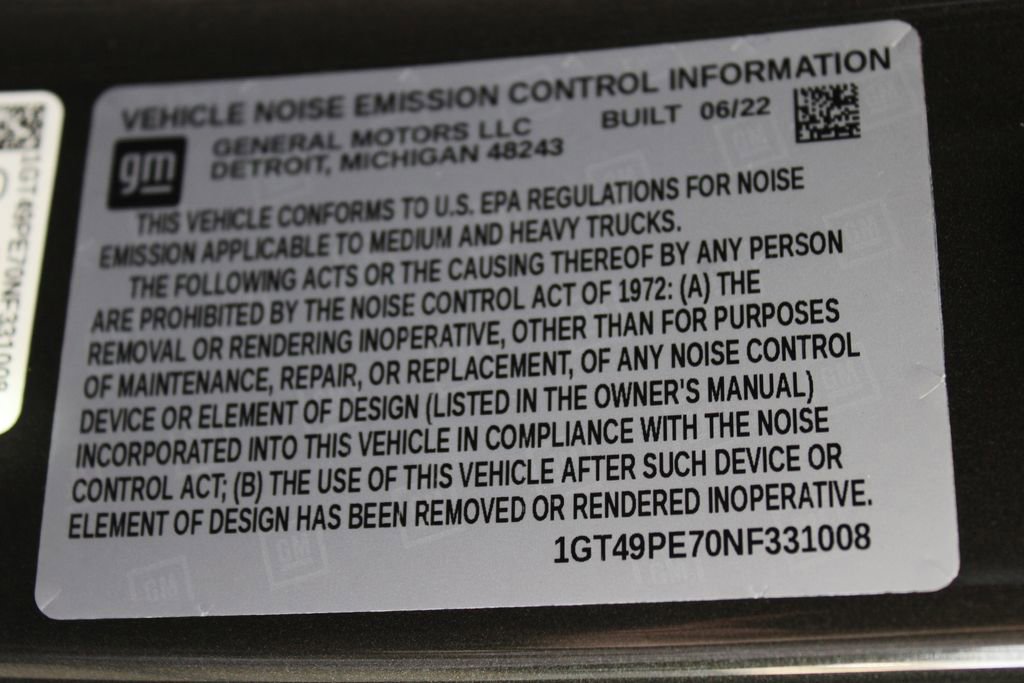 VEHICLE NOISE EMISSION CONTROL INFORMATION
gm
GENERAL MOTORS LLC BUILT 06/22
DETROIT, MICHIGAN 48243
THIS VEHICLE CONFORMS TO U.S. EPA REGULATIONS FOR NOISE
EMISSION APPLICABLE TO MEDIUM AND HEAVY TRUCKS.
THE FOLLOWING ACTS OR THE CAUSING THEREOF BY ANY PERSON
ARE PROHIBITED BY THE NOISE CONTROL ACT OF 1972: (A) THE
REMOVAL OR RENDERING INOPERATIVE, OTHER THAN FOR PURPOSES
OF MAINTENANCE, REPAIR, OR REPLACEMENT, OF ANY NOISE CONTROL
DEVICE OR ELEMENT OF DESIGN (LISTED IN THE OWNER'S MANUAL)
INCORPORATED INTO THIS VEHICLE IN COMPLIANCE WITH THE NOISE
CONTROL ACT; (B) THE USE OF THIS VEHICLE AFTER SUCH DEVICE OR
ELEMENT OF DESIGN HAS BEEN REMOVED OR RENDERED INOPERATIVE.
1GT49PE70NF331008
1GT49PE70NF331008